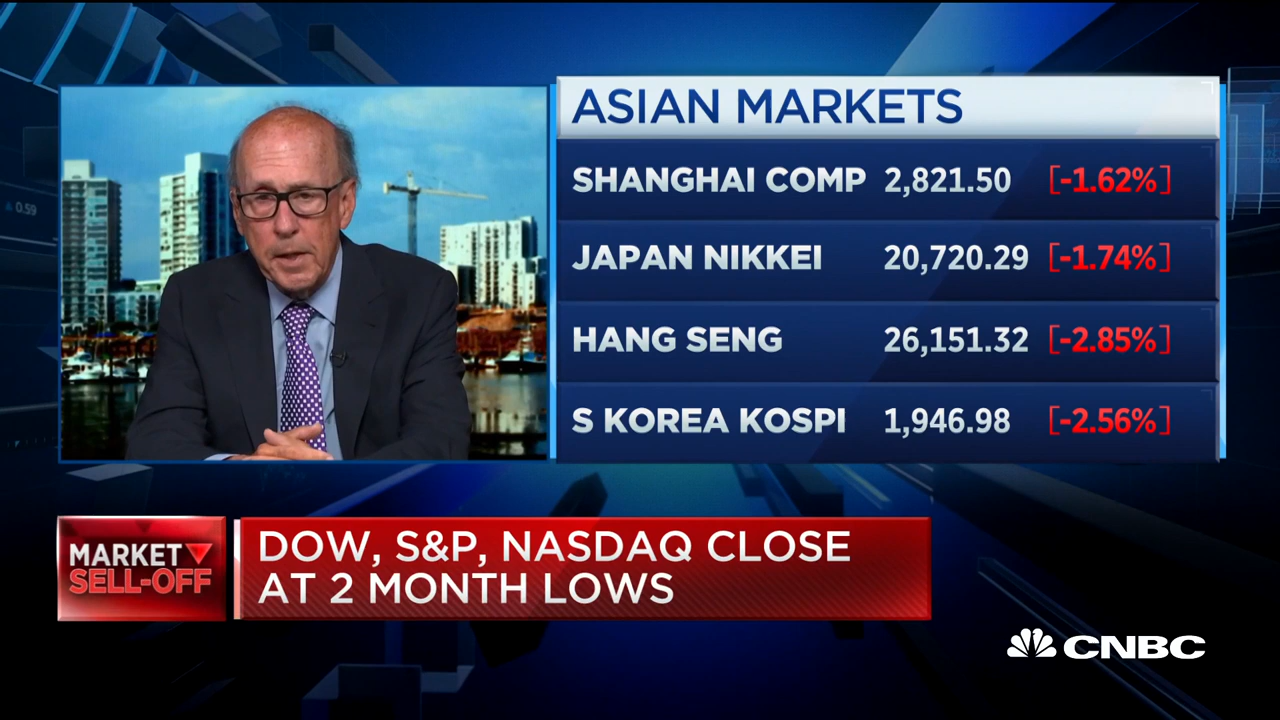 ASIAN MARKETS
SHANGHAI COMP 2,821.50 [-1.62%]
JAPAN NIKKEI 20,720.29 [-1.74%]
HANG SENG 26,151.32 [-2.85%]
S KOREA KOSPI 1,946.98 [-2.56%]
0.59
MARKET
SELL-OFF
DOW, S&P, NASDAQ CLOSE
AT 2 MONTH LOWS
CNBC